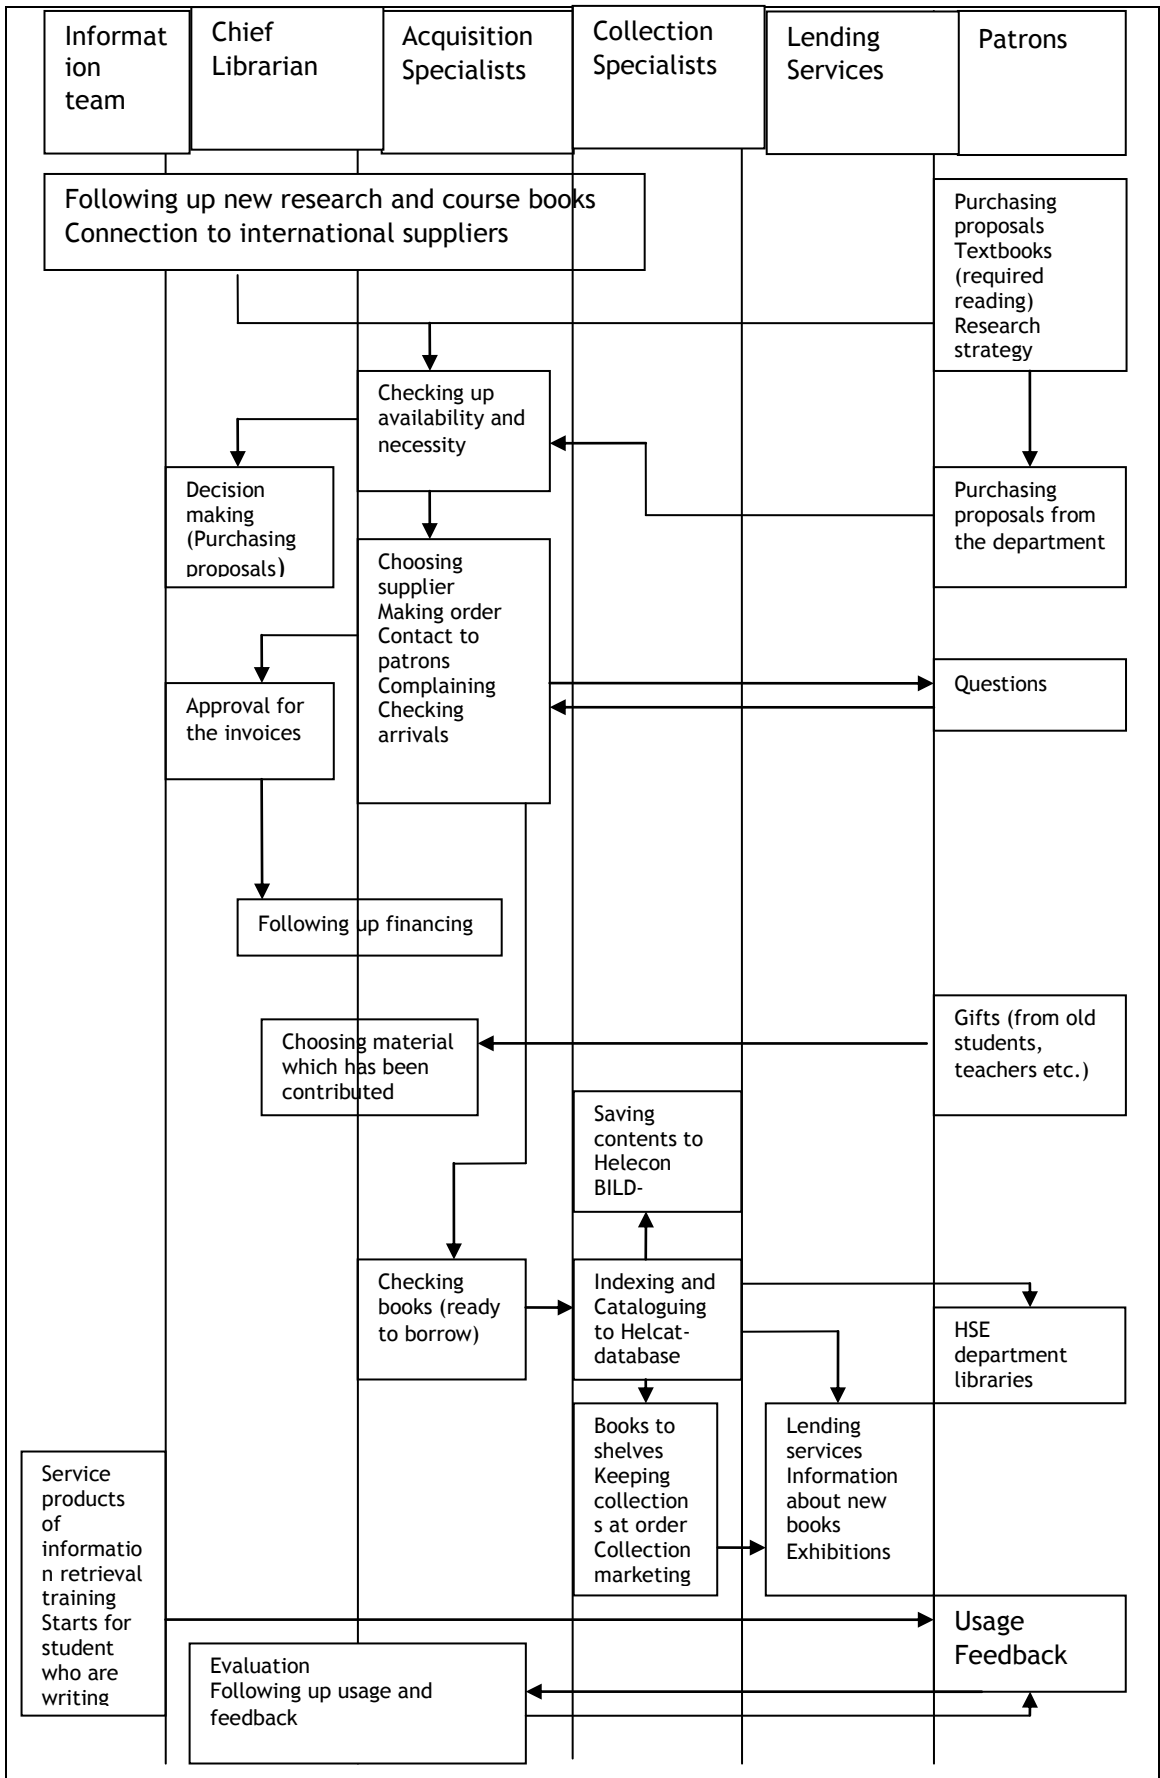 Informat
ion
team
Chief
Librarian
Acquisition
Specialists
Collection
Specialists
Lending
Services
Patrons
Following up new research and course books
Connection to international suppliers
Purchasing
proposals
Textbooks
(required
reading)
Research
strategy
Checking up
availability and
necessity
Decision
making
(Purchasing
proposals)
Purchasing
proposals from
the department
Choosing
supplier
Making order
Contact to
patrons
Complaining
Checking
arrivals
Approval for
the invoices
Questions
Following up financing
Choosing material
which has been
contributed
Gifts (from old
students,
teachers etc.)
Saving
contents to
Helecon
BILD-
Checking
books (ready
to borrow)
Indexing and
Cataloguing
to Helcat-
database
HSE
department
libraries
Books to
shelves
Keeping
collection
s at order
Collection
marketing
Lending
services
Information
about new
books
Exhibitions
Service
products
of
informatio
n retrieval
training
Starts for
student
who are
writing
Usage
Feedback
Evaluation
Following up usage and
feedback